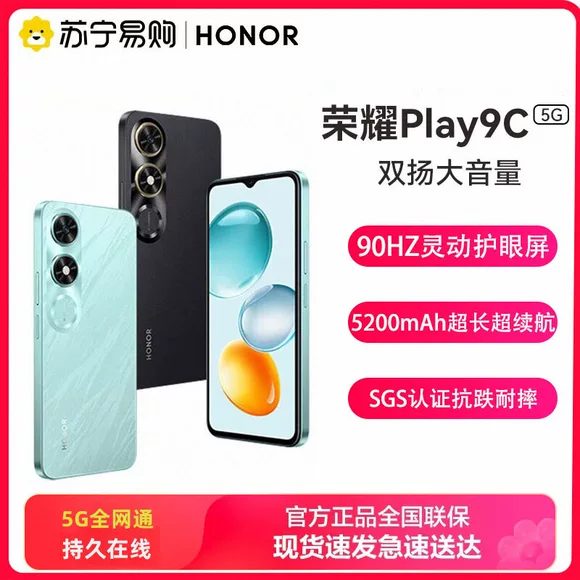 苏宁易购 | HONOR
荣耀Play9C 5G
双扬大音量
90HZ灵动护眼屏
5200mAh超长超续航
SGS认证抗跌耐摔
HONOR
HONOR
5G全网通
持久在线
官方正品全国联保
现货速发急速送达